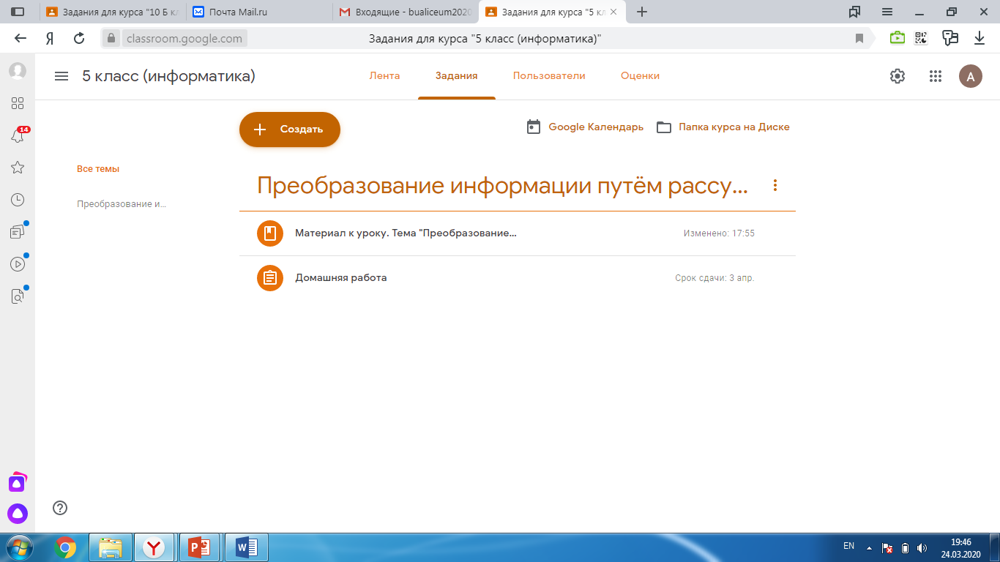 Задания для курса "10 Б кл
Почта Mail.ru
Входящие - bualiceum2020
Задания для курса "5 кл
classroom.google.com
Задания для курса "5 класс (информатика)"
5 класс (информатика)
Лента
Задания
Пользователи
Оценки
A
14
Создать
Google Календарь
Папка курса на Диске
Все темы
Преобразование и...
Преобразование информации путём рассу...
Материал к уроку. Тема "Преобразование...
Изменено: 17:55
Домашняя работа
Срок сдачи: 3 апр.
EN
19:46
24.03.2020